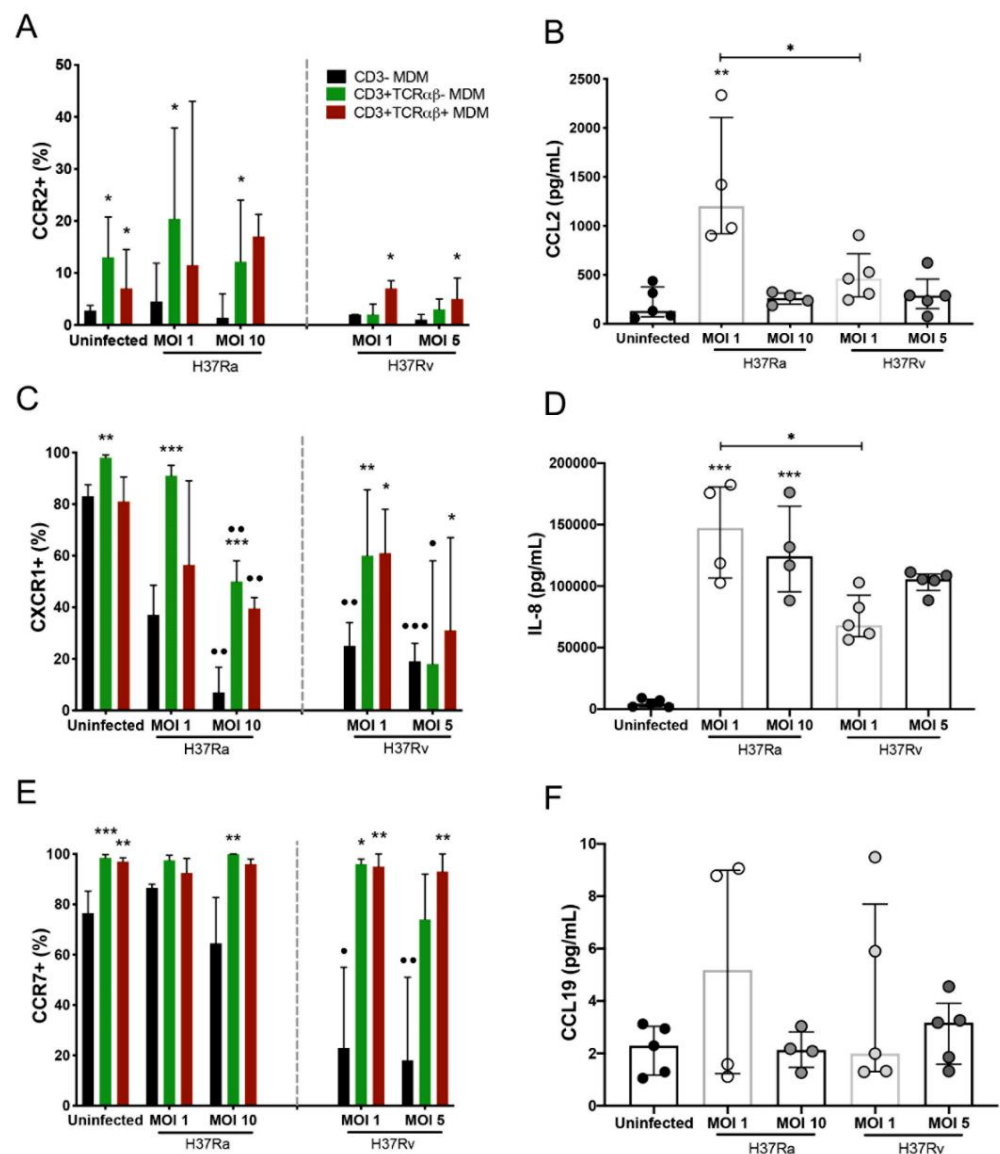 A
CCR2+ (%)
50
40
30
20
10
0
*
*
*
*
*
*
CD3- MDM
CD3+TCRαβ- MDM
CD3+TCRαβ+ MDM
Uninfected MOI 1 MOI 10 MOI 1 MOI 5
H37Ra H37Rv
B
CCL2 (pg/mL)
2500
2000
1500
1000
500
0
*
**
Uninfected MOI 1 MOI 10 MOI 1 MOI 5
H37Ra H37Rv
C
CXCR1+ (%)
100
80
60
40
20
0
**
***
••
••
***
••
••
**
*
•••
•
*
Uninfected MOI 1 MOI 10 MOI 1 MOI 5
H37Ra H37Rv
D
IL-8 (pg/mL)
200000
150000
100000
50000
0
*
***
***
Uninfected MOI 1 MOI 10 MOI 1 MOI 5
H37Ra H37Rv
E
CCR7+ (%)
100
80
60
40
20
0
***
**
**
•
*
**
••
**
Uninfected MOI 1 MOI 10 MOI 1 MOI 5
H37Ra H37Rv
F
CCL19 (pg/mL)
10
8
6
4
2
0
Uninfected MOI 1 MOI 10 MOI 1 MOI 5
H37Ra H37Rv